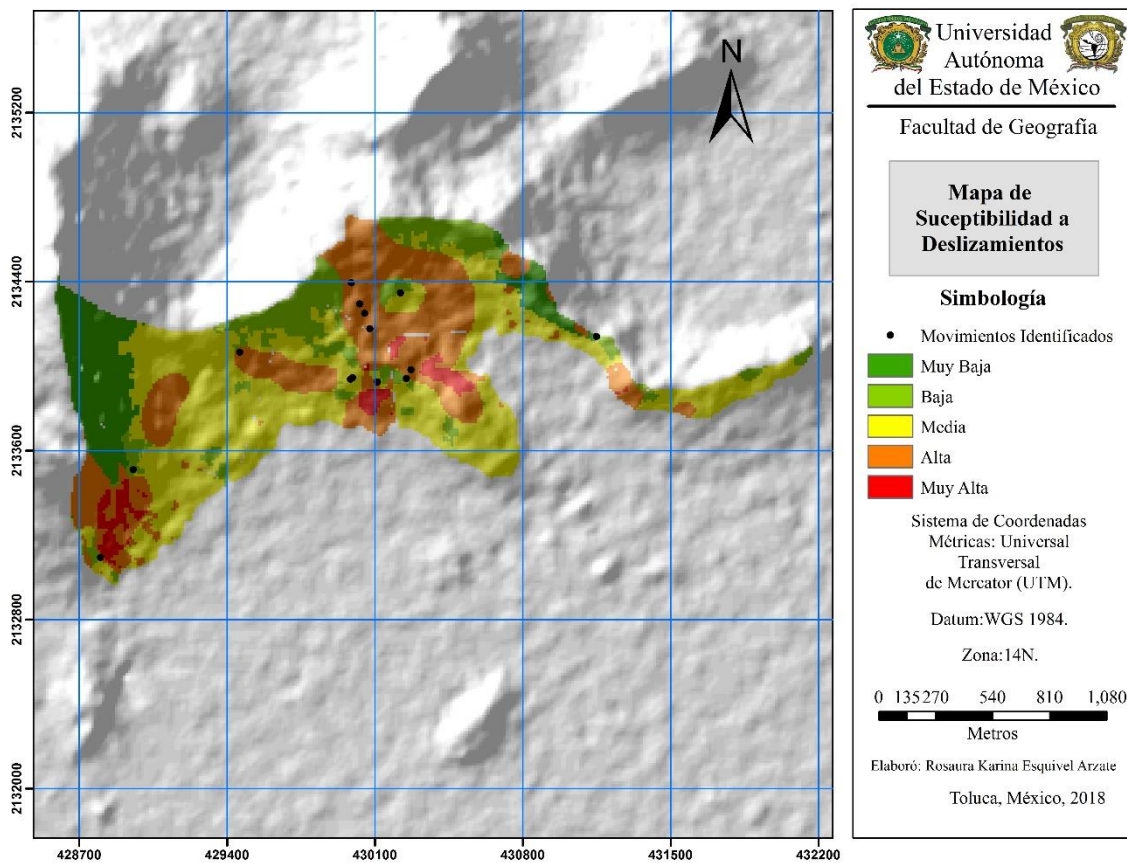 2135200
2134400
2133600
2132800
2132000
428700 429400 430100 430800 431500 432200
N
Universidad
Autónoma
del Estado de México
Facultad de Geografía
Mapa de
Suceptibilidad a
Deslizamientos
Simbología
Movimientos Identificados
Muy Baja
Baja
Media
Alta
Muy Alta
Sistema de Coordenadas
Métricas: Universal
Transversal
de Mercator (UTM).
Datum:WGS 1984.
Zona:14N.
0 135 270 540 810 1,080
Metros
Elaboró: Rosaura Karina Esquivel Arzate
Toluca, México, 2018